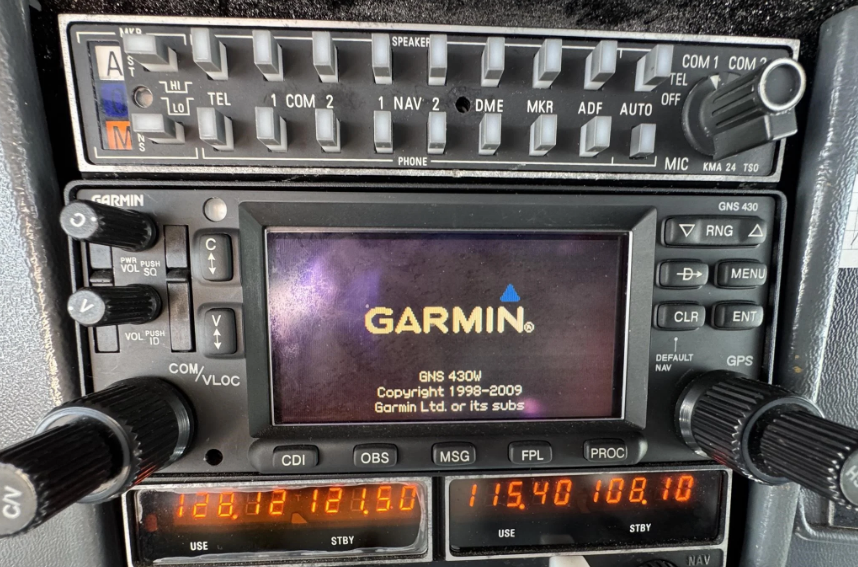 SPEAKER
COM 1 COM 2
A
HI
LO
TEL 1 COM 2 1 NAV 2 DME MKR ADF AUTO
TEL
OFF
M
PHONE
MIC
KMA 24 TSO
GARMIN
GNS 430
C
PWR
VOL
PUSH
SQ
V
VOL
PUSH
ID
COM/VLOC
GARMIN
GNS 430W
Copyright 1998-2009
Garmin Ltd. or its subs
RNG
D
MENU
CLR
ENT
DEFAULT
NAV
GPS
CDI OBS MSG FPL PROC
C/V
128.12 121.50
USE STBY
115.40 108.10
USE STBY
NAV